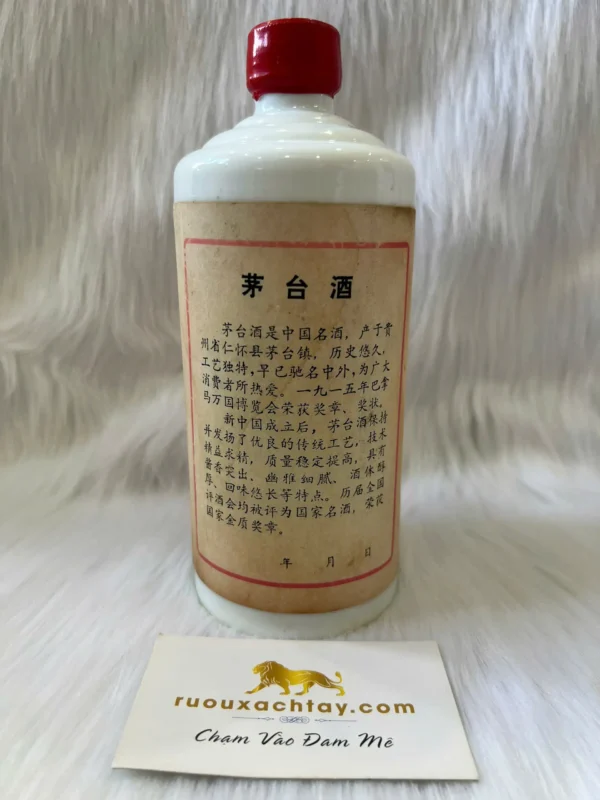 茅台酒
茅台酒是中国名酒，产于贵
州省仁怀县茅台镇，历史悠久，
工艺独特，早已驰名中外，为广大
消费者所热爱。一九一五年巴拿
马万国博览会荣获奖章、奖状。
新中国成立后，茅台酒保持
并发扬了优良的传统工艺，技术
精益求精，质量稳定提高，具有
酱香突出、幽雅细腻、酒体醇
厚、回味悠长等特点。历届全国
评酒会均被评为国家名酒，荣获
国家金质奖章。
年 月 日
ruouxachtay.com
Chạm Vào Đam Mê